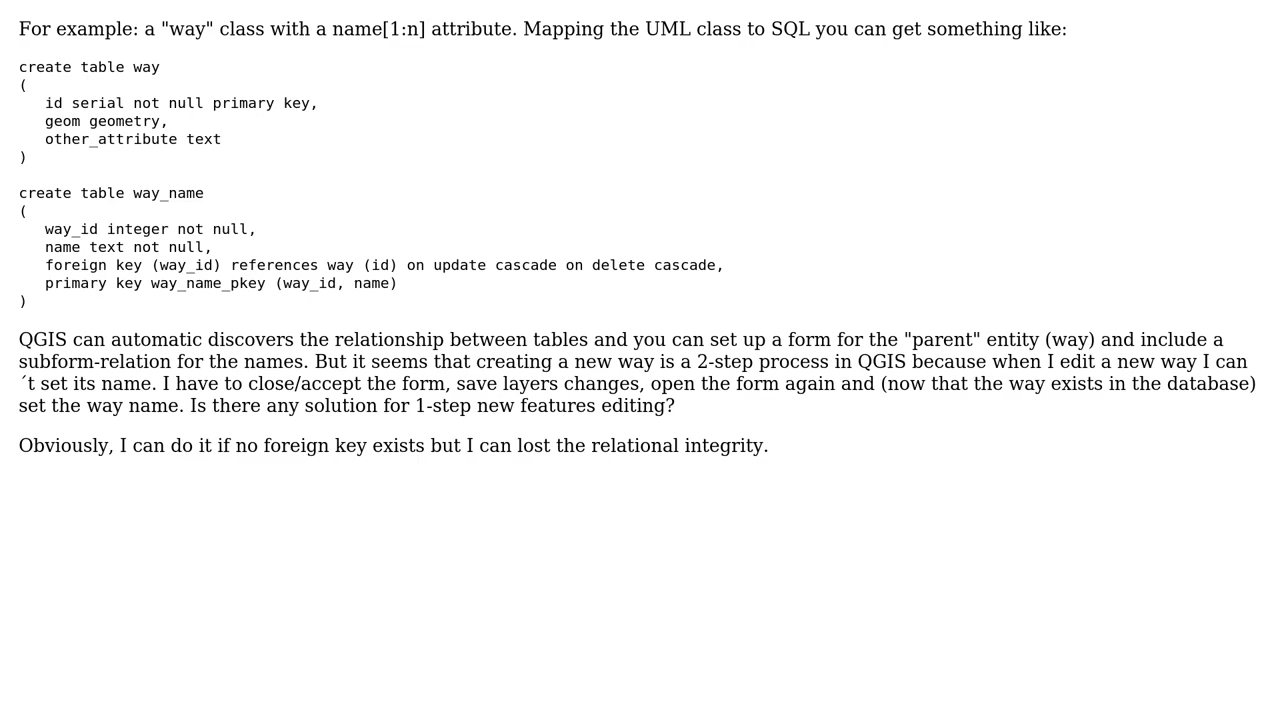 For example: a "way" class with a name[1:n] attribute. Mapping the UML class to SQL you can get something like:
create table way
(
   id serial not null primary key,
   geom geometry,
   other_attribute text
)
create table way_name
(
   way_id integer not null,
   name text not null,
   foreign key (way_id) references way (id) on update cascade on delete cascade,
   primary key way_name_pkey (way_id, name)
)
QGIS can automatic discovers the relationship between tables and you can set up a form for the "parent" entity (way) and include a
subform-relation for the names. But it seems that creating a new way is a 2-step process in QGIS because when I edit a new way I can
´t set its name. I have to close/accept the form, save layers changes, open the form again and (now that the way exists in the database)
set the way name. Is there any solution for 1-step new features editing?
Obviously, I can do it if no foreign key exists but I can lost the relational integrity.